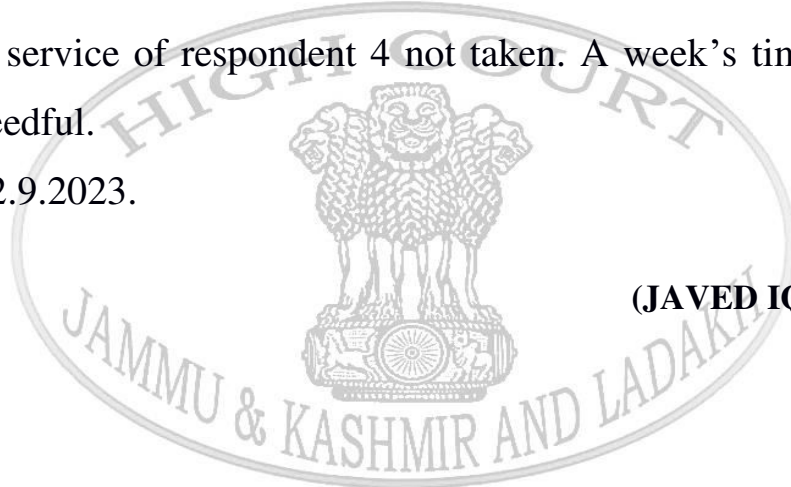 service of respondent 4 not taken. A week's tin
eedful.
2.9.2023.
(JAVED IQ
HIGH COURT
JAMMU & KASHMIR AND LADAKH